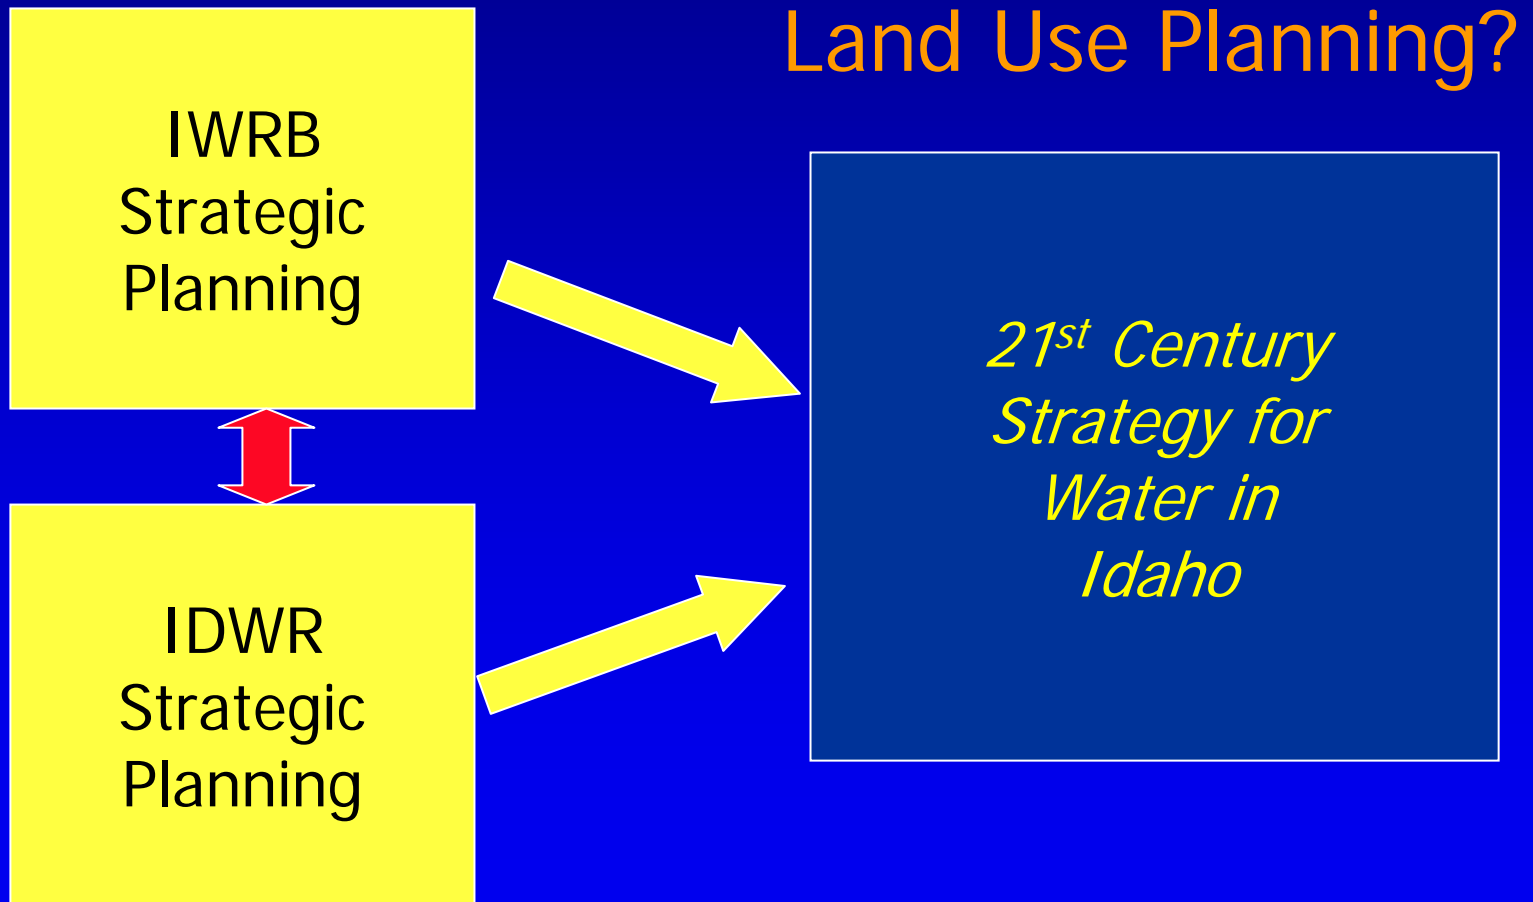 Land Use Planning?
IWRB
Strategic
Planning
21st Century
Strategy for
Water in
Idaho
IDWR
Strategic
Planning